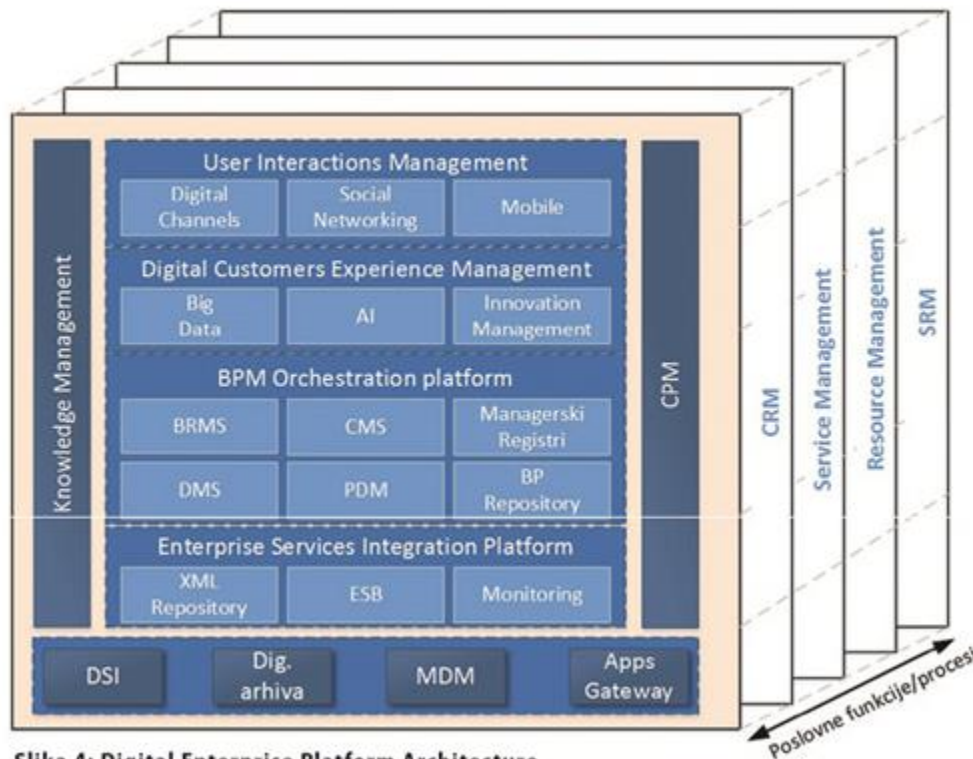 User Interactions Management
Digital
Channels
Social
Networking
Mobile
Digital Customers Experience Management
Big
Data
AI
Innovation
Management
BPM Orchestration platform
BRMS
CMS
Managerski
Registri
DMS
PDM
BP
Repository
Enterprise Services Integration Platform
XML
Repository
ESB
Monitoring
Knowledge Management
CPM
DSI
Dig.
arhiva
MDM
Apps
Gateway
CRM
Service Management
Resource Management
SRM
Poslovne funkcije/procesi
Slika 4: Digital Enterprise Platform Architecture